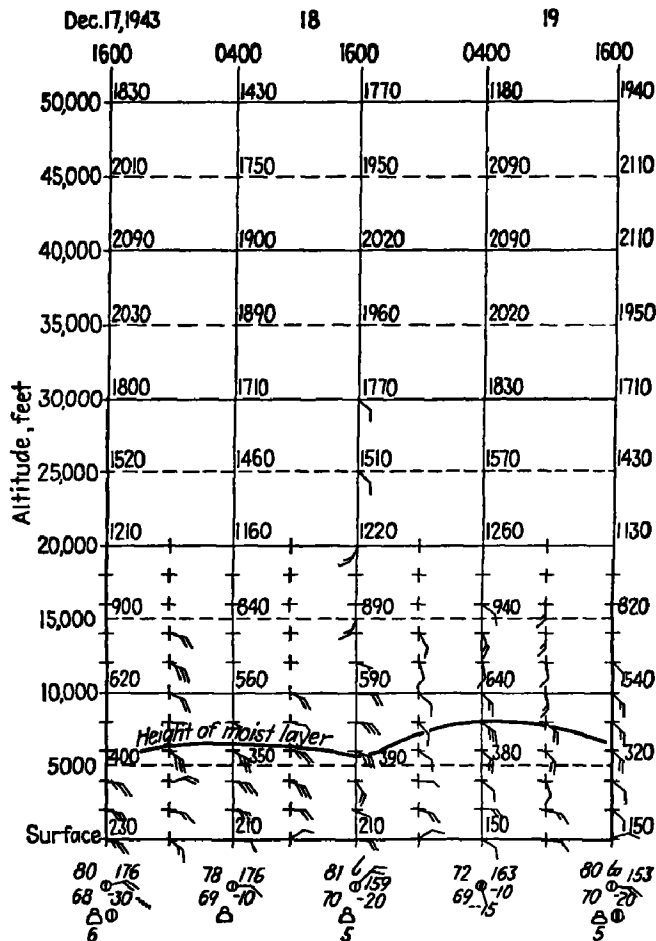 Dec.17,1943 18 19
1600 0400 1600 0400 1600
50,000 1830 1430 1770 1180 1940
45,000 2010 1750 1950 2090 2110
40,000 2090 1900 2020 2090 2110
35,000 2030 1890 1960 2020 1950
30,000 1800 1710 1770 1830 1710
25,000 1520 1460 1510 1570 1430
20,000 1210 1160 1220 1260 1130
15,000 900 840 890 940 820
10,000 620 560 590 640 540
Height of moist layer
5000 400 350 390 380 320
Surface 230 210 210 150 150
Altitude, feet
80 176 78 176 81 159 72 163 80 153
68 -30 69 -10 70 -20 69 -10 70 -20
--15
6 5 5